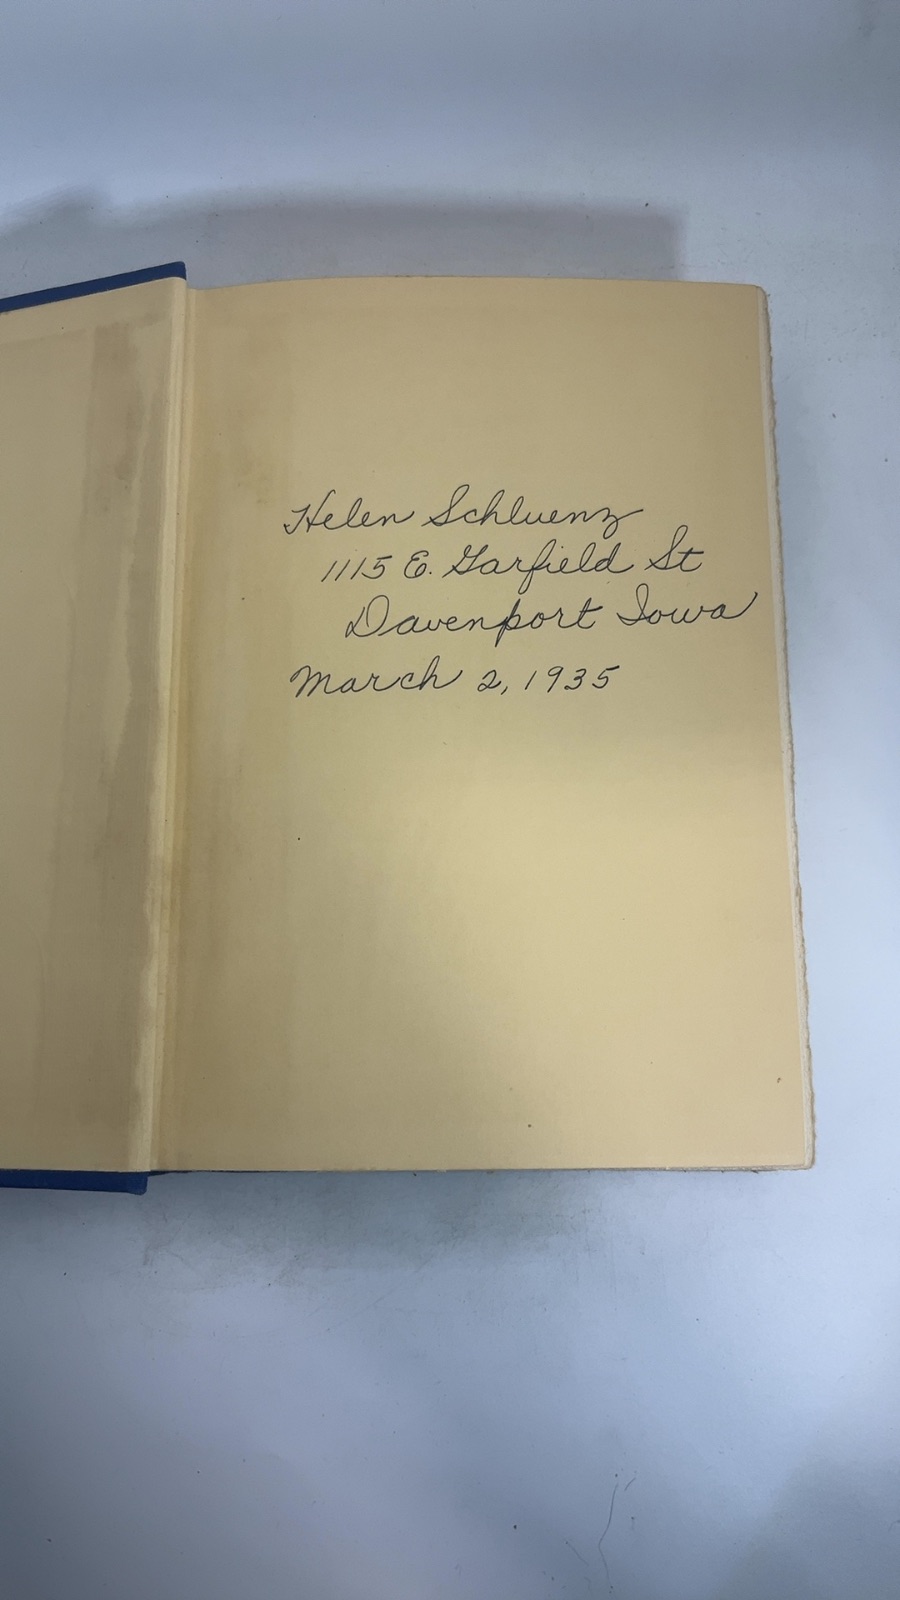 Helen Schluenz
1115 E. Garfield St
Davenport Iowa
March 2, 1935